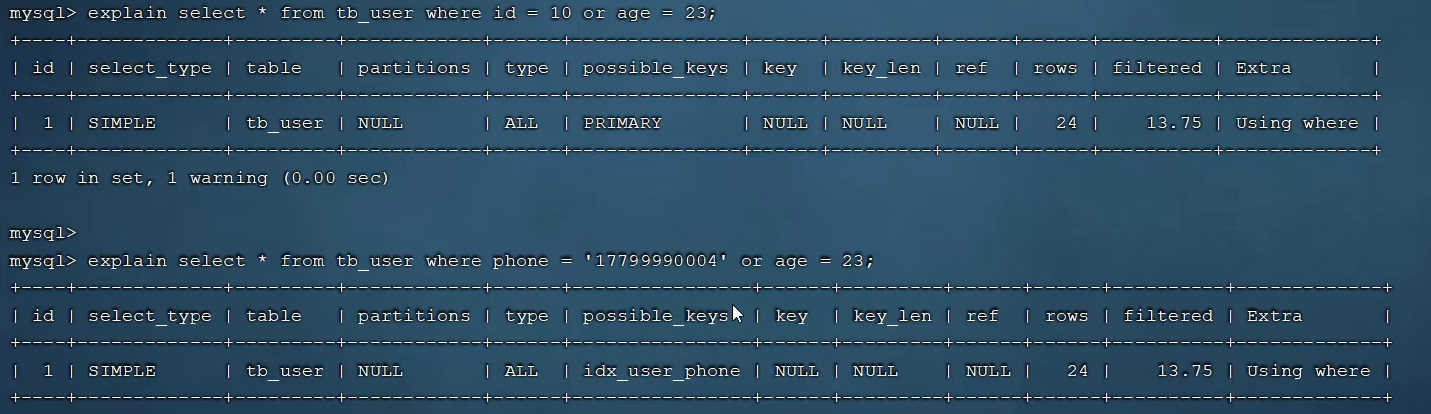 mysql> explain select * from tb_user where id = 10 or age = 23;
+----+-------------+---------+------------+------+---------------+------+---------+------+------+----------+-------------+
| id | select_type | table   | partitions | type | possible_keys | key  | key_len | ref  | rows | filtered | Extra       |
+----+-------------+---------+------------+------+---------------+------+---------+------+------+----------+-------------+
|  1 | SIMPLE      | tb_user | NULL       | ALL  | PRIMARY       | NULL | NULL    | NULL |   24 |    13.75 | Using where |
+----+-------------+---------+------------+------+---------------+------+---------+------+------+----------+-------------+
1 row in set, 1 warning (0.00 sec)

mysql>
mysql> explain select * from tb_user where phone = '17799990004' or age = 23;
+----+-------------+---------+------------+------+----------------+------+---------+------+------+----------+-------------+
| id | select_type | table   | partitions | type | possible_keys  | key  | key_len | ref  | rows | filtered | Extra       |
+----+-------------+---------+------------+------+----------------+------+---------+------+------+----------+-------------+
|  1 | SIMPLE      | tb_user | NULL       | ALL  | idx_user_phone | NULL | NULL    | NULL |   24 |    13.75 | Using where |
+----+-------------+---------+------------+------+----------------+------+---------+------+------+----------+-------------+